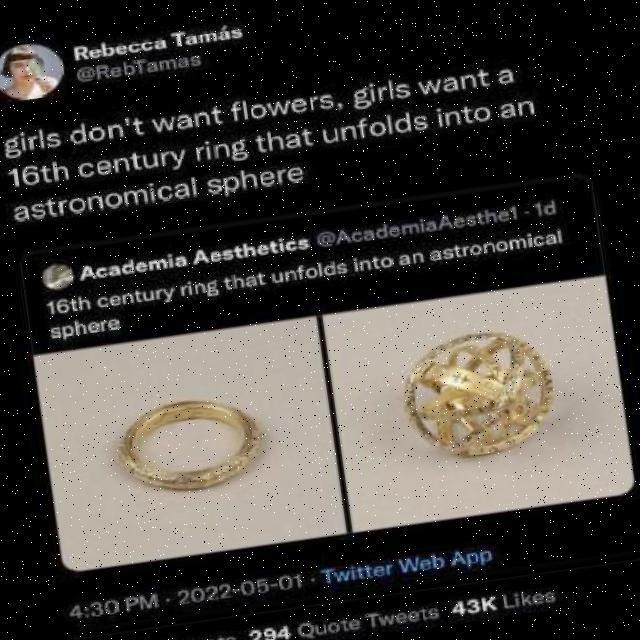 Rebecca Tamás
@RebTamas
girls don't want flowers, girls want a
16th century ring that unfolds into an
astronomical sphere
Academia Aesthetics @AcademiaAesthe1 · 1d
16th century ring that unfolds into an astronomical
sphere
4:30 PM · 2022-05-01 · Twitter Web App
294 Quote Tweets 43K Likes